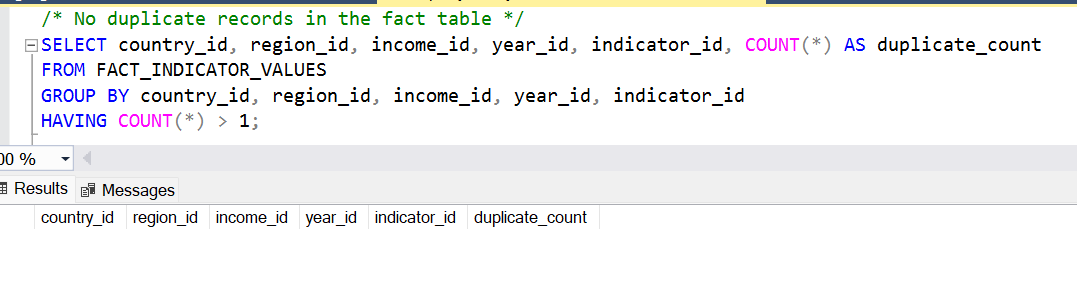 /* No duplicate records in the fact table */
SELECT country_id, region_id, income_id, year_id, indicator_id, COUNT(*) AS duplicate_count
FROM FACT_INDICATOR_VALUES
GROUP BY country_id, region_id, income_id, year_id, indicator_id
HAVING COUNT(*) > 1;
00 %
Results Messages
country_id region_id income_id year_id indicator_id duplicate_count